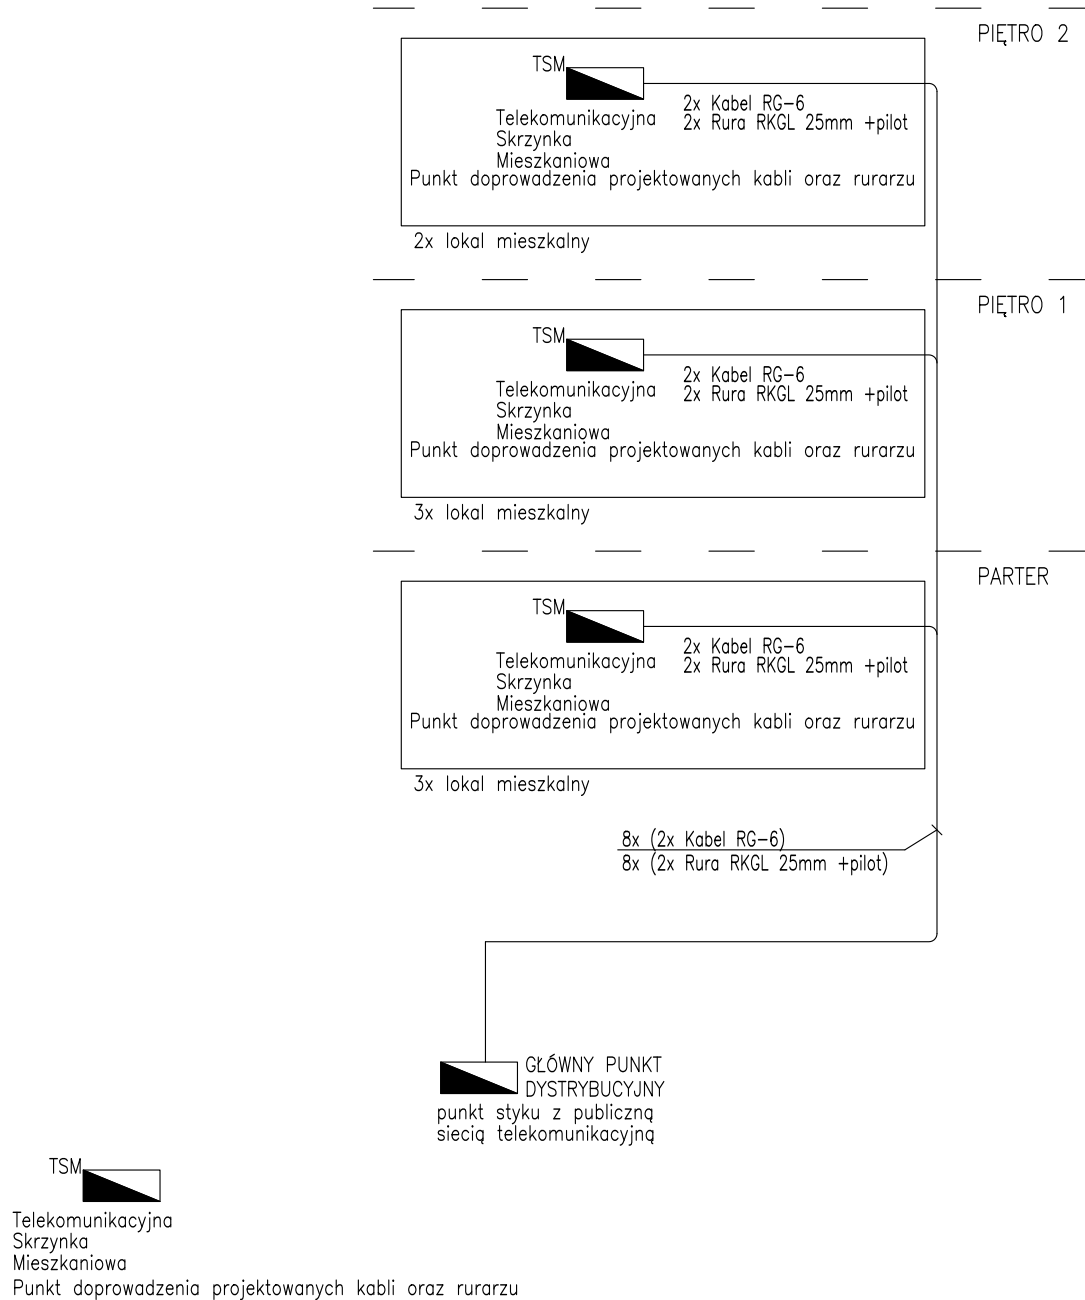 PIĘTRO 2
TSM
2x Kabel RG-6
2x Rura RKGL 25mm +pilot
Telekomunikacyjna
Skrzynka
Mieszkaniowa
Punkt doprowadzenia projektowanych kabli oraz rurarzu
2x lokal mieszkalny
PIĘTRO 1
TSM
2x Kabel RG-6
2x Rura RKGL 25mm +pilot
Telekomunikacyjna
Skrzynka
Mieszkaniowa
Punkt doprowadzenia projektowanych kabli oraz rurarzu
3x lokal mieszkalny
PARTER
TSM
2x Kabel RG-6
2x Rura RKGL 25mm +pilot
Telekomunikacyjna
Skrzynka
Mieszkaniowa
Punkt doprowadzenia projektowanych kabli oraz rurarzu
3x lokal mieszkalny
8x (2x Kabel RG-6)
8x (2x Rura RKGL 25mm +pilot)
GŁÓWNY PUNKT
DYSTRYBUCYJNY
punkt styku z publiczną
siecią telekomunikacyjną
TSM
Telekomunikacyjna
Skrzynka
Mieszkaniowa
Punkt doprowadzenia projektowanych kabli oraz rurarzu